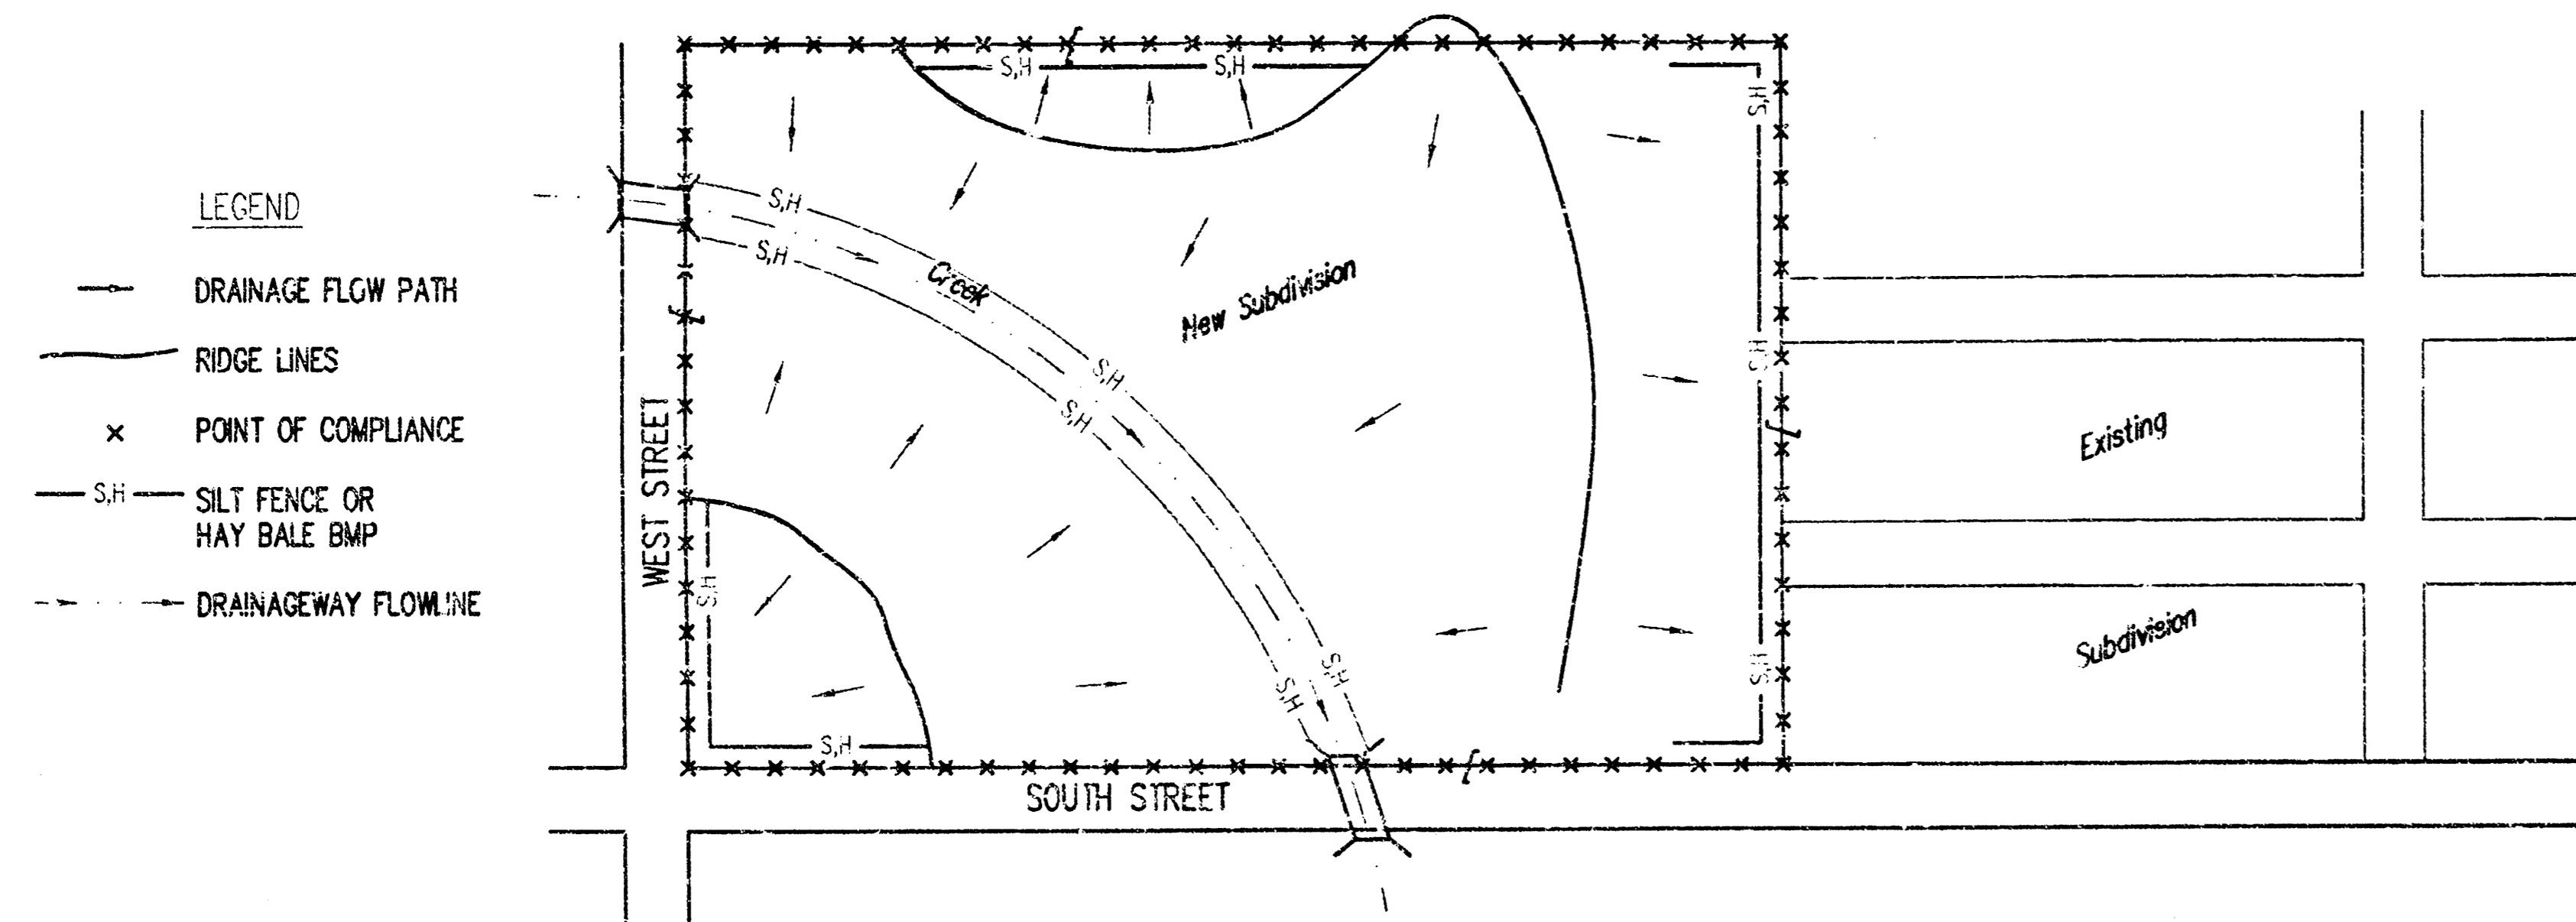 LEGEND
DRAINAGE FLOW PATH
RIDGE LINES
POINT OF COMPLIANCE
S,H
SILT FENCE OR
HAY BALE BMP
DRAINAGEWAY FLOWLINE
S,H
S,H
S,H
S,H
S,H
Creek
New Subdivision
S,H
S,H
S,H
WEST STREET
Existing
S,H
Subdivision
S,H
S,H
S,H
S,H
SOUTH STREET